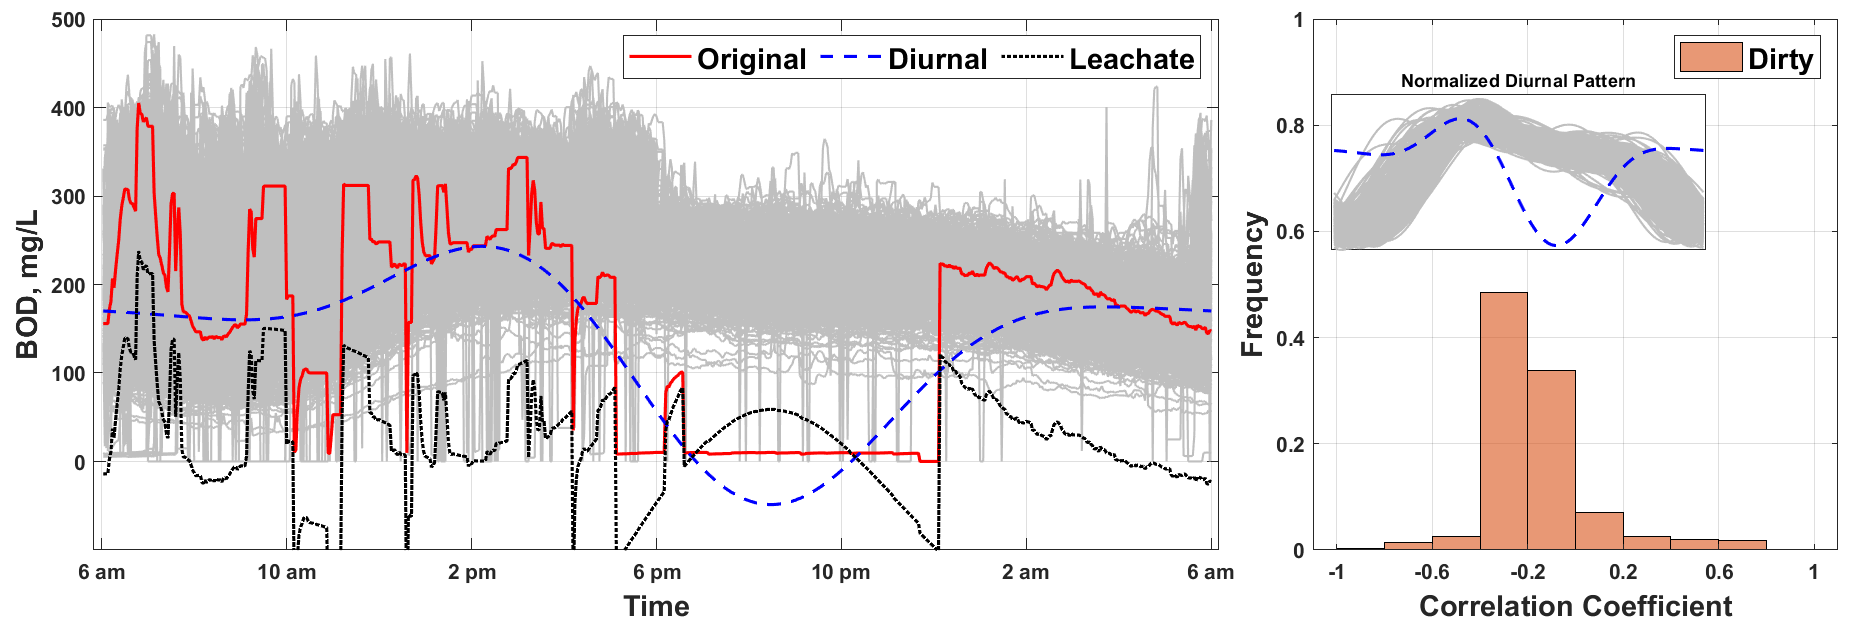 500
400
300
200
100
0
BOD, mg/L
Original Diurnal Leachate
6 am 10 am 2 pm 6 pm 10 pm 2 am 6 am
Time
1
0.8
0.6
0.4
0.2
0
Frequency
Dirty
Normalized Diurnal Pattern
-1 -0.6 -0.2 0.2 0.6 1
Correlation Coefficient